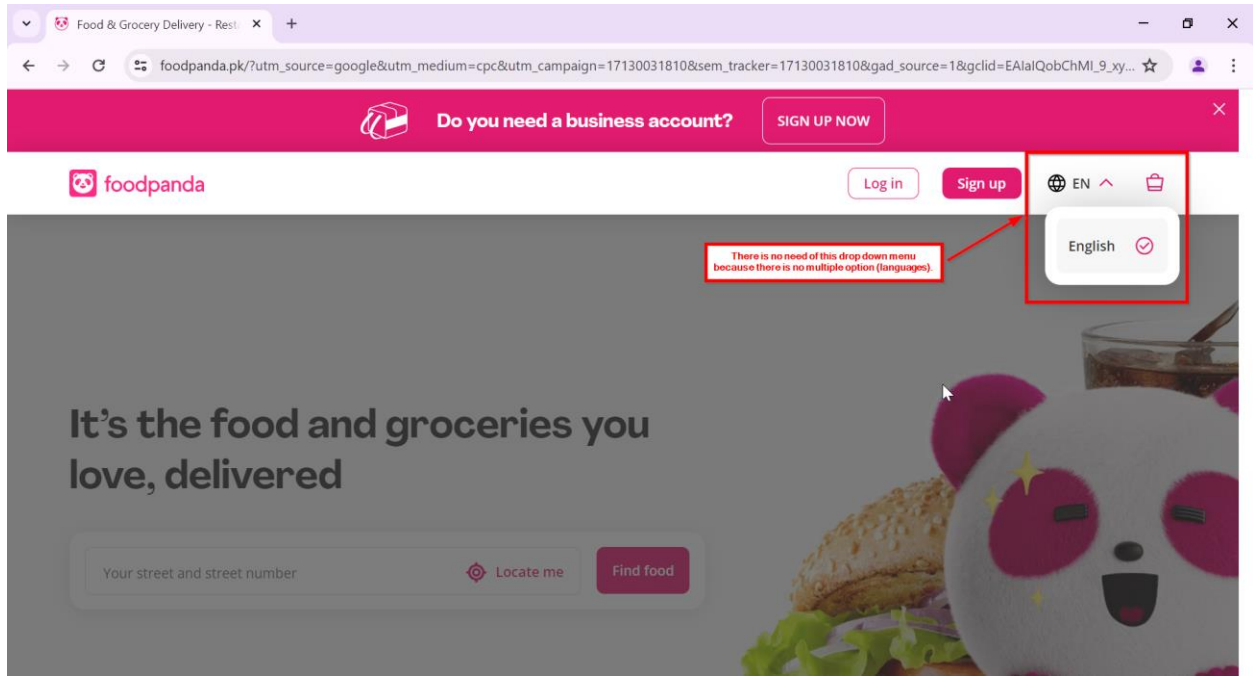 Food & Grocery Delivery - Rest
foodpanda.pk/?utm_source=google&utm_medium=cpc&utm_campaign=17130031810&sem_tracker=17130031810&gad_source=1&gclid=EAIaIQobChMI_9_xy...
Do you need a business account?
SIGN UP NOW
foodpanda
Log in
Sign up
EN
English
There is no need of this drop down menu
because there is no multiple option (languages).
It's the food and groceries you
love, delivered
Your street and street number
Locate me
Find food